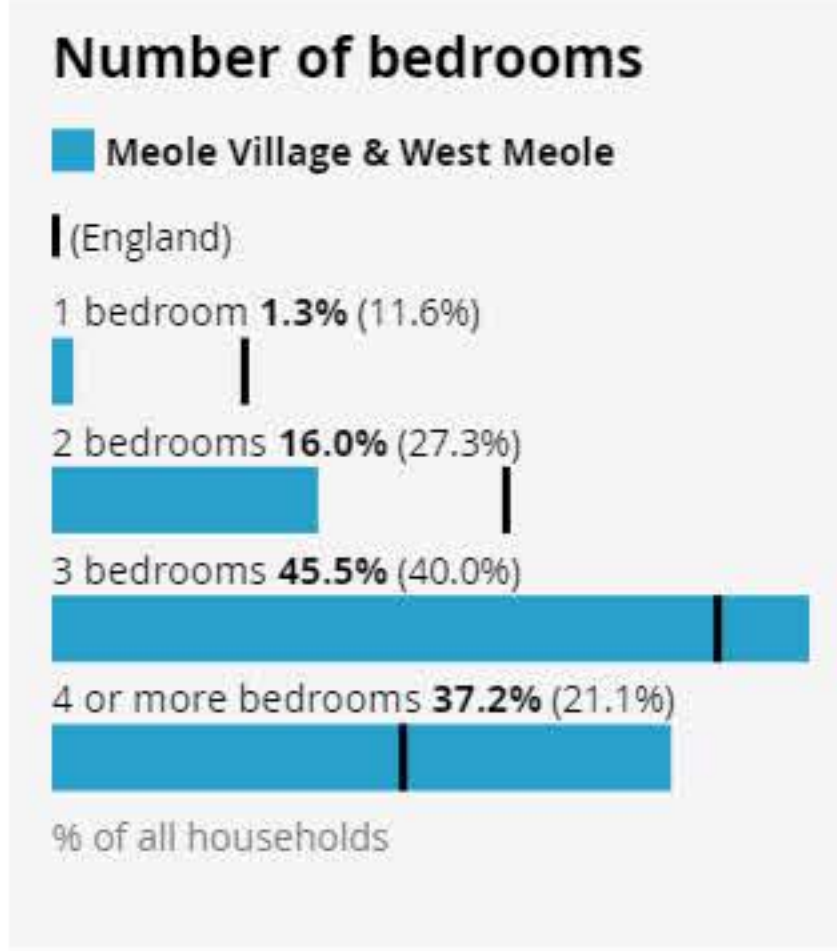 Number of bedrooms
Meole Village & West Meole
(England)
1 bedroom 1.3% (11.6%)
2 bedrooms 16.0% (27.3%)
3 bedrooms 45.5% (40.0%)
4 or more bedrooms 37.2% (21.1%)
% of all households